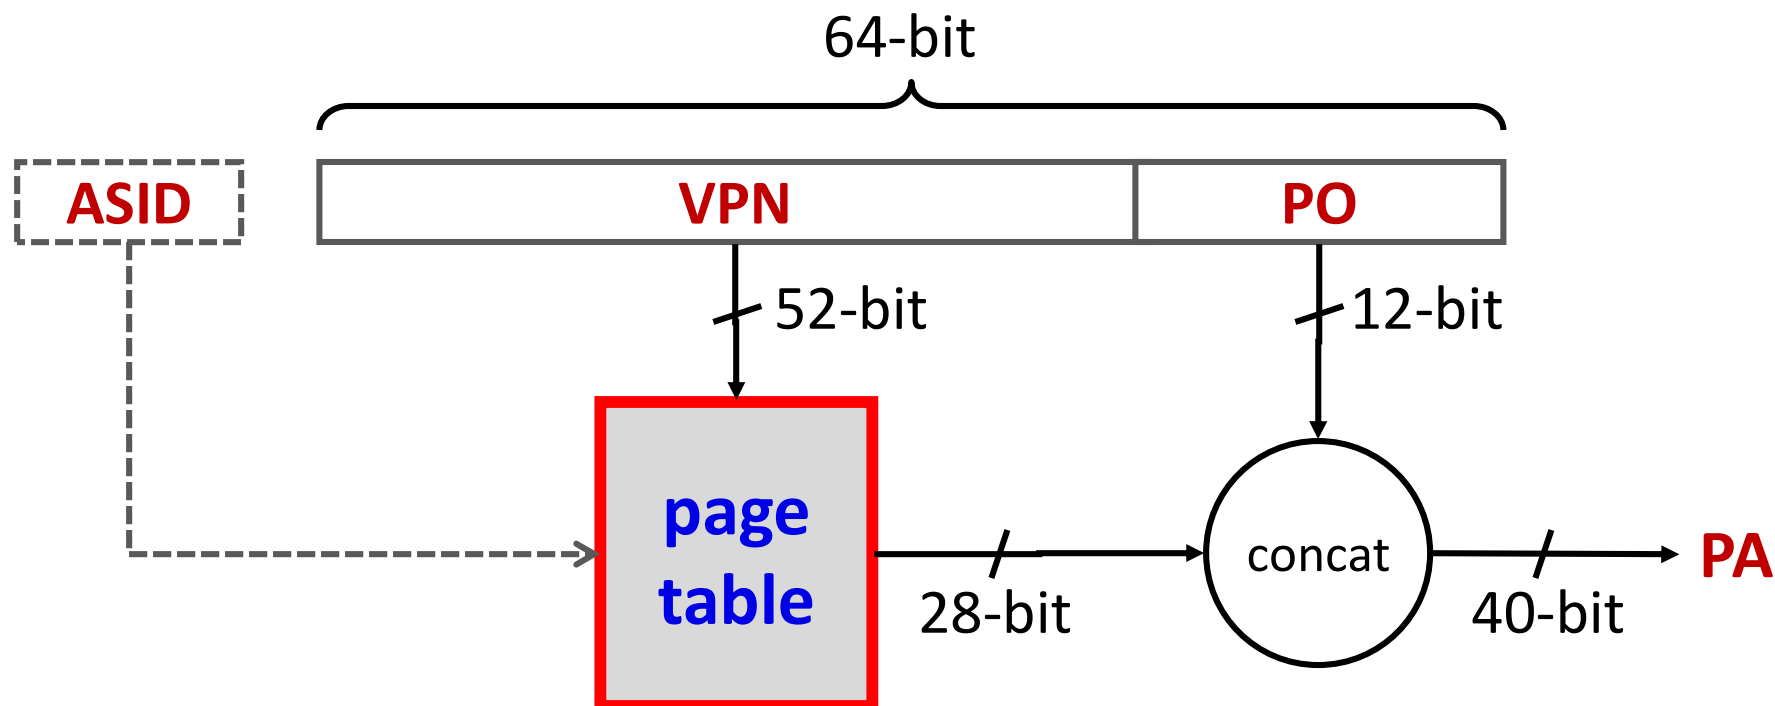 64-bit
ASID
VPN
PO
52-bit
12-bit
page
table
concat
PA
28-bit
40-bit